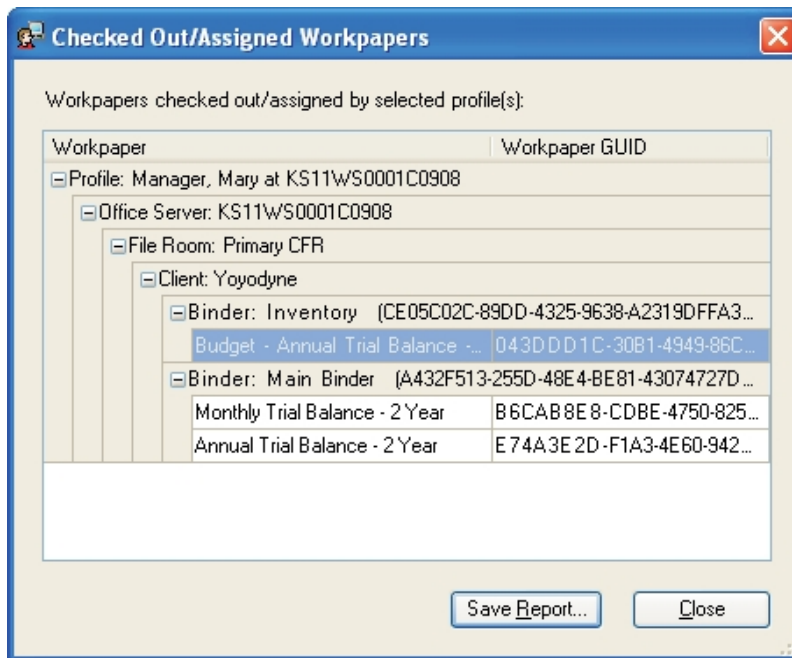 Checked Out/Assigned Workpapers
Workpapers checked out/assigned by selected profile(s):
Workpaper Workpaper GUID
Profile: Manager, Mary at KS11WS0001C0908
Office Server: KS11WS0001C0908
File Room: Primary CFR
Client: Yoyodyne
Binder: Inventory (CE05C02C-89DD-4325-9638-A2319DFFA3...
Budget - Annual Trial Balance -... 043DDD1C-30B1-4949-86C...
Binder: Main Binder (A432F513-255D-48E4-BE81-43074727D...
Monthly Trial Balance - 2 Year B6CAB8E8-CDBE-4750-825...
Annual Trial Balance - 2 Year E74A3E2D-F1A3-4E60-942...
Save Report... Close